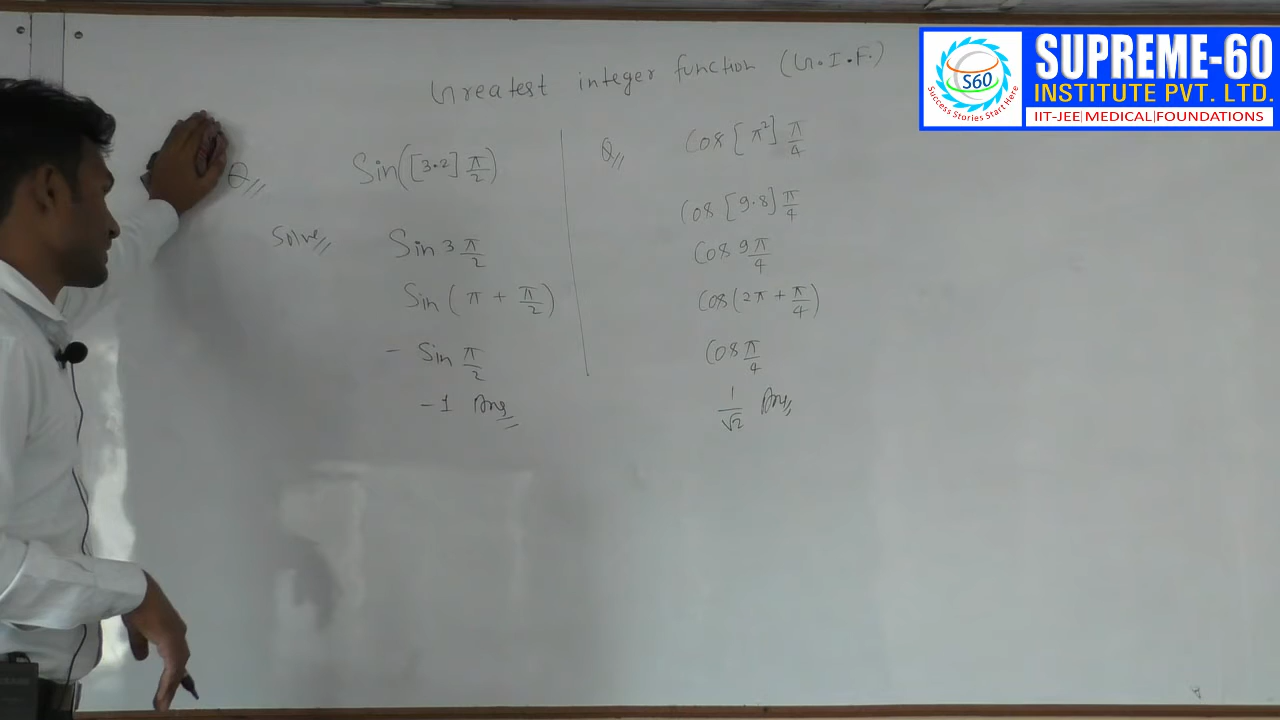 Greatest integer function (G.I.F.)
Q//
Sin([3.2] π/2)
Solve//
Sin 3 π/2
Sin(π + π/2)
- Sin π/2
-1 Ans
Q//
Cos [π²] π/4
Cos [9.8] π/4
Cos 9π/4
Cos(2π + π/4)
Cos π/4
1/√2 Ans
S60
Success Stories Start Here
SUPREME-60
INSTITUTE PVT. LTD.
IIT-JEE|MEDICAL|FOUNDATIONS